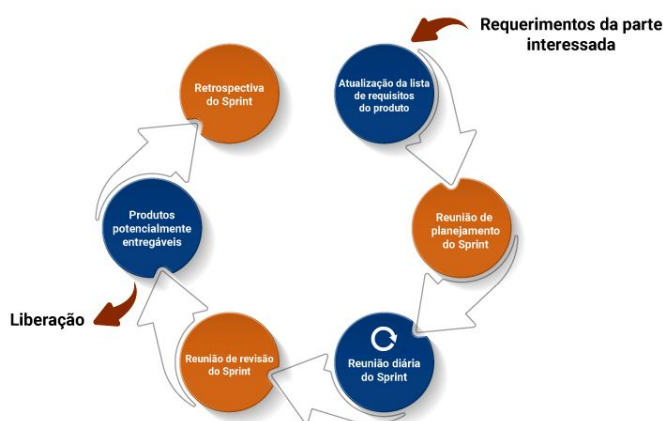 Requerimentos da parte
interessada
Atualização da lista
de requisitos
do produto
Reunião de
planejamento
do Sprint
Reunião diária
do Sprint
Reunião de revisão
do Sprint
Liberação
Produtos
potencialmente
entregáveis
Retrospectiva
do Sprint